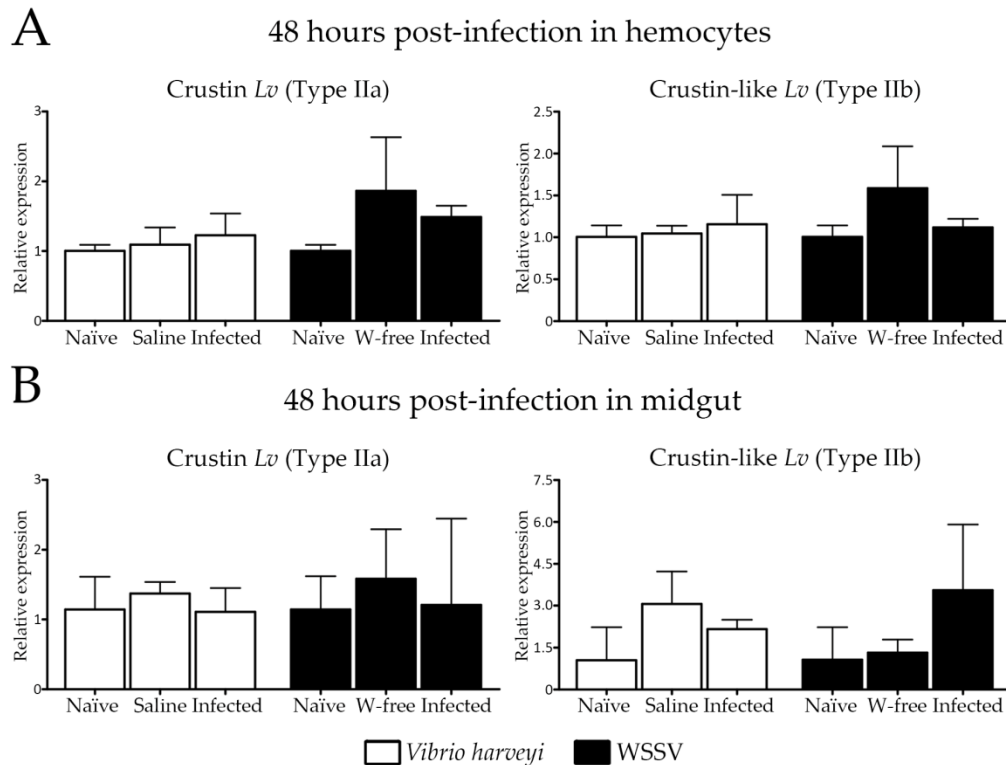 A
48 hours post-infection in hemocytes
Crustin Lv (Type IIa)
Relative expression
3
2
1
0
Naïve Saline Infected Naïve W-free Infected
Crustin-like Lv (Type IIb)
Relative expression
2.5
2.0
1.5
1.0
0.5
0
Naïve Saline Infected Naïve W-free Infected
B
48 hours post-infection in midgut
Crustin Lv (Type IIa)
Relative expression
3
2
1
0
Naïve Saline Infected Naïve W-free Infected
Crustin-like Lv (Type IIb)
Relative expression
7.5
6.0
4.5
3.0
1.5
0
Naïve Saline Infected Naïve W-free Infected
Vibrio harveyi WSSV